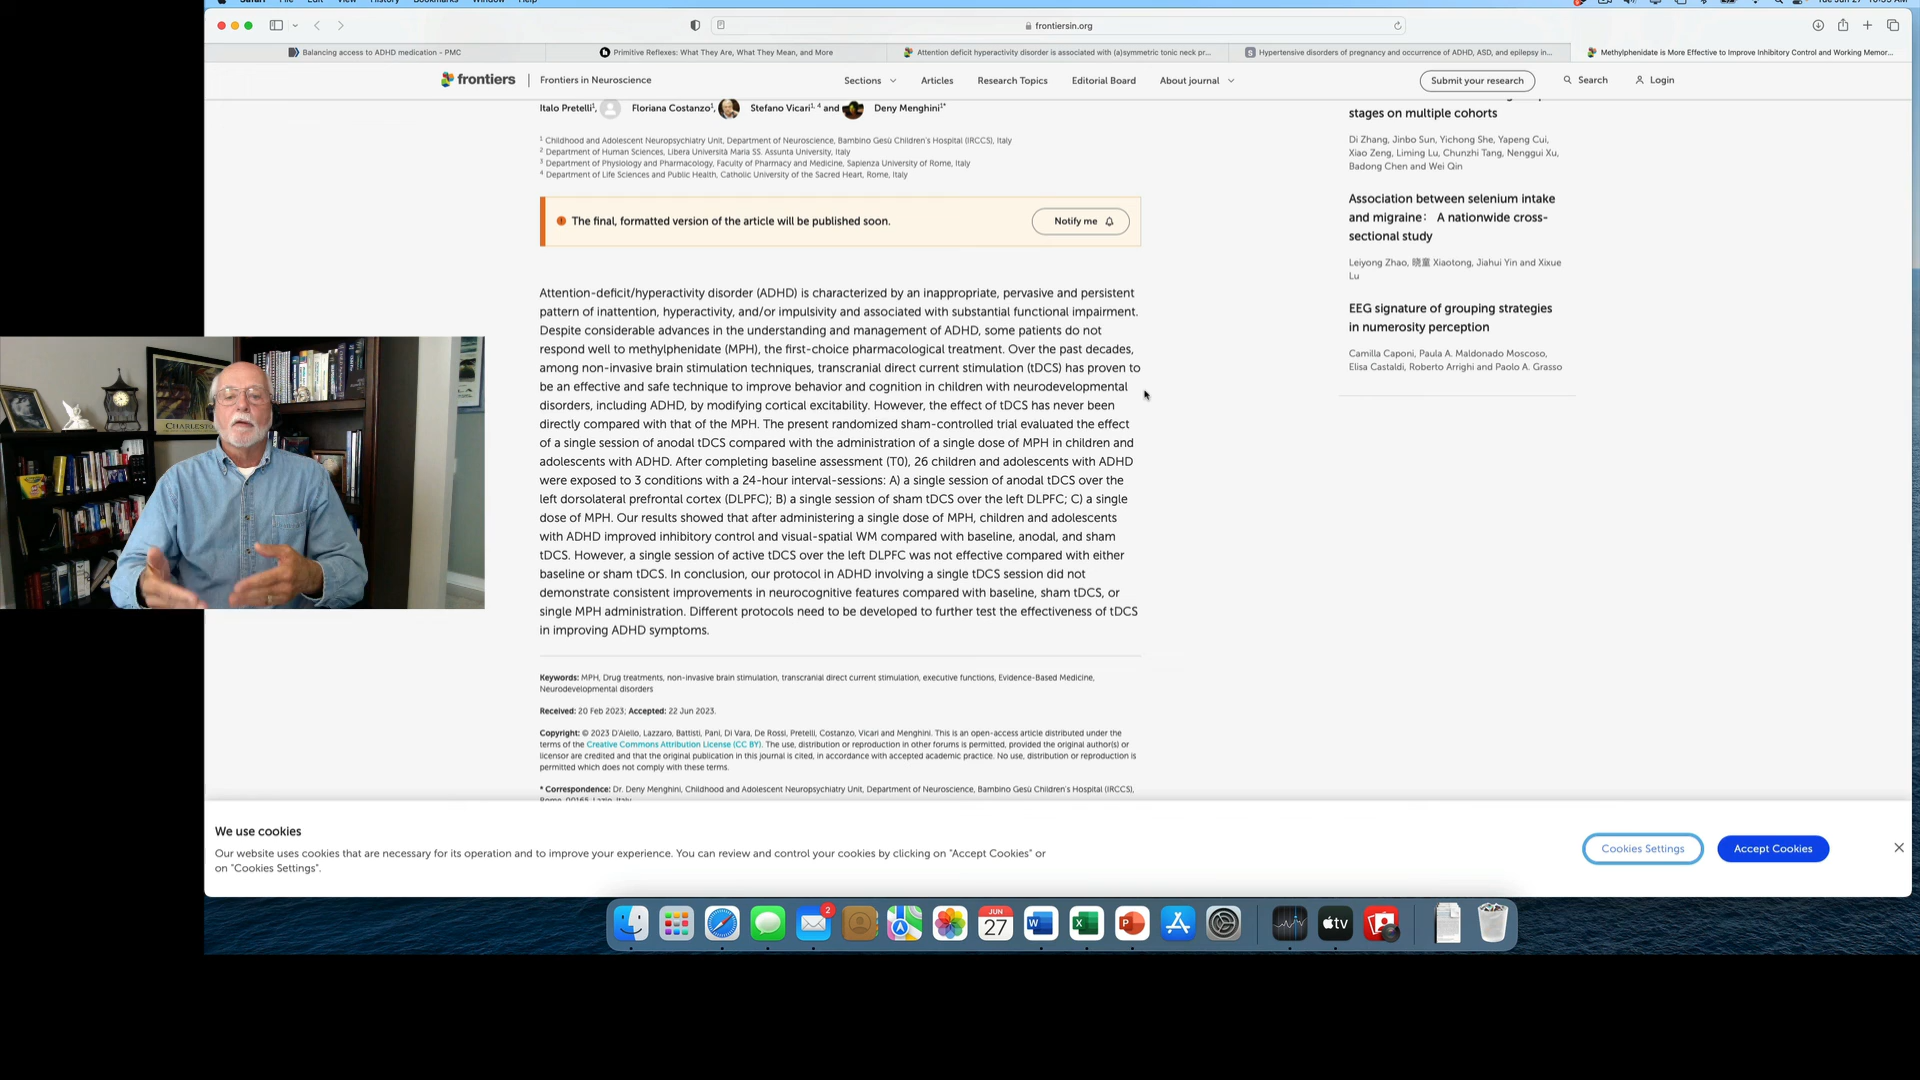 Safari File Edit View History Bookmarks Window Help
frontiersin.org
Balancing access to ADHD medication - PMC
Primitive Reflexes: What They Are, What They Mean, and More
Attention deficit hyperactivity disorder is associated with (a)symmetric tonic neck pr...
Hypertensive disorders of pregnancy and occurrence of ADHD, ASD, and epilepsy in...
Methylphenidate is More Effective to Improve Inhibitory Control and Working Memor...
frontiers
Frontiers in Neuroscience
Sections
Articles
Research Topics
Editorial Board
About journal
Submit your research
Search
Login
Italo Pretelli¹, Floriana Costanzo¹, Stefano Vicari¹, ⁴ and Deny Menghini¹*
¹ Childhood and Adolescent Neuropsychiatry Unit, Department of Neuroscience, Bambino Gesù Children's Hospital (IRCCS), Italy
² Department of Human Sciences, Libera Università Maria SS. Assunta University, Italy
³ Department of Physiology and Pharmacology, Faculty of Pharmacy and Medicine, Sapienza University of Rome, Italy
⁴ Department of Life Sciences and Public Health, Catholic University of the Sacred Heart, Rome, Italy
The final, formatted version of the article will be published soon.
Notify me
Attention-deficit/hyperactivity disorder (ADHD) is characterized by an inappropriate, pervasive and persistent
pattern of inattention, hyperactivity, and/or impulsivity and associated with substantial functional impairment.
Despite considerable advances in the understanding and management of ADHD, some patients do not
respond well to methylphenidate (MPH), the first-choice pharmacological treatment. Over the past decades,
among non-invasive brain stimulation techniques, transcranial direct current stimulation (tDCS) has proven to
be an effective and safe technique to improve behavior and cognition in children with neurodevelopmental
disorders, including ADHD, by modifying cortical excitability. However, the effect of tDCS has never been
directly compared with that of the MPH. The present randomized sham-controlled trial evaluated the effect
of a single session of anodal tDCS compared with the administration of a single dose of MPH in children and
adolescents with ADHD. After completing baseline assessment (T0), 26 children and adolescents with ADHD
were exposed to 3 conditions with a 24-hour interval-sessions: A) a single session of anodal tDCS over the
left dorsolateral prefrontal cortex (DLPFC); B) a single session of sham tDCS over the left DLPFC; C) a single
dose of MPH. Our results showed that after administering a single dose of MPH, children and adolescents
with ADHD improved inhibitory control and visual-spatial WM compared with baseline, anodal, and sham
tDCS. However, a single session of active tDCS over the left DLPFC was not effective compared with either
baseline or sham tDCS. In conclusion, our protocol in ADHD involving a single tDCS session did not
demonstrate consistent improvements in neurocognitive features compared with baseline, sham tDCS, or
single MPH administration. Different protocols need to be developed to further test the effectiveness of tDCS
in improving ADHD symptoms.
Keywords: MPH, Drug treatments, non-invasive brain stimulation, transcranial direct current stimulation, executive functions, Evidence-Based Medicine,
Neurodevelopmental disorders
Received: 20 Feb 2023; Accepted: 22 Jun 2023.
Copyright: © 2023 D'Aiello, Lazzaro, Battisti, Pani, Di Vara, De Rossi, Pretelli, Costanzo, Vicari and Menghini. This is an open-access article distributed under the
terms of the Creative Commons Attribution License (CC BY). The use, distribution or reproduction in other forums is permitted, provided the original author(s) or
licensor are credited and that the original publication in this journal is cited, in accordance with accepted academic practice. No use, distribution or reproduction is
permitted which does not comply with these terms.
* Correspondence: Dr. Deny Menghini, Childhood and Adolescent Neuropsychiatry Unit, Department of Neuroscience, Bambino Gesù Children's Hospital (IRCCS),
Rome, 00165, Lazio, Italy
stages on multiple cohorts
Di Zhang, Jinbo Sun, Yichong She, Yapeng Cui,
Xiao Zeng, Liming Lu, Chunzhi Tang, Nenggui Xu,
Badong Chen and Wei Qin
Association between selenium intake
and migraine： A nationwide cross-
sectional study
Leiyong Zhao, 晓童 Xiaotong, Jiahui Yin and Xixue
Lu
EEG signature of grouping strategies
in numerosity perception
Camilla Caponi, Paula A. Maldonado Moscoso,
Elisa Castaldi, Roberto Arrighi and Paolo A. Grasso
CHARLESTON
We use cookies
Our website uses cookies that are necessary for its operation and to improve your experience. You can review and control your cookies by clicking on "Accept Cookies" or
on "Cookies Settings".
Cookies Settings
Accept Cookies
2
JUN
27
W
X
P
tv